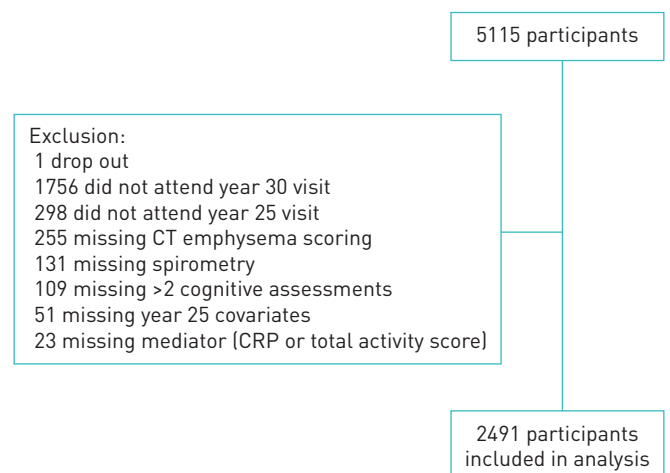 5115 participants
Exclusion:
1 drop out
1756 did not attend year 30 visit
298 did not attend year 25 visit
255 missing CT emphysema scoring
131 missing spirometry
109 missing >2 cognitive assessments
51 missing year 25 covariates
23 missing mediator (CRP or total activity score)
2491 participants
included in analysis